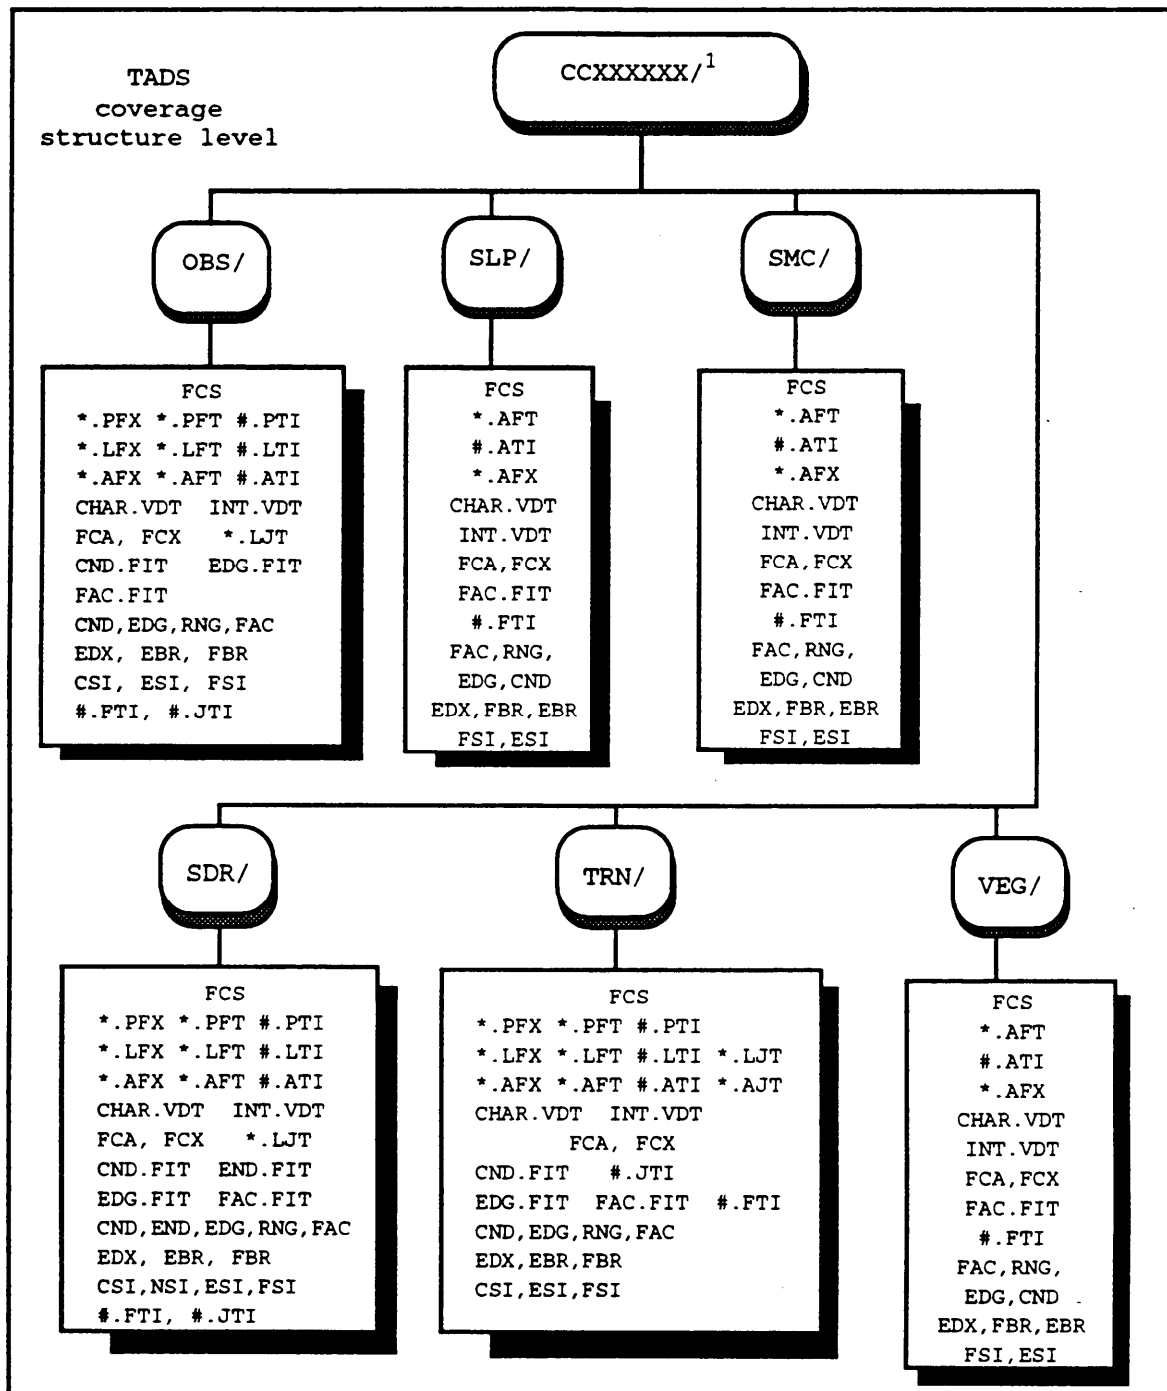 TADS
coverage
structure level
CCXXXXXX/1
OBS/
SLP/
SMC/
FCS
*.PFX *.PFT #.PTI
*.LFX *.LFT #.LTI
*.AFX *.AFT #.ATI
CHAR.VDT INT.VDT
FCA, FCX *.LJT
CND.FIT EDG.FIT
FAC.FIT
CND,EDG,RNG,FAC
EDX, EBR, FBR
CSI, ESI, FSI
#.FTI, #.JTI
FCS
*.AFT
#.ATI
*.AFX
CHAR.VDT
INT.VDT
FCA,FCX
FAC.FIT
#.FTI
FAC,RNG,
EDG,CND
EDX,FBR,EBR
FSI,ESI
FCS
*.AFT
#.ATI
*.AFX
CHAR.VDT
INT.VDT
FCA,FCX
FAC.FIT
#.FTI
FAC,RNG,
EDG,CND
EDX,FBR,EBR
FSI,ESI
SDR/
TRN/
VEG/
FCS
*.PFX *.PFT #.PTI
*.LFX *.LFT #.LTI
*.AFX *.AFT #.ATI
CHAR.VDT INT.VDT
FCA, FCX *.LJT
CND.FIT END.FIT
EDG.FIT FAC.FIT
CND,END,EDG,RNG,FAC
EDX, EBR, FBR
CSI,NSI,ESI,FSI
#.FTI, #.JTI
FCS
*.PFX *.PFT #.PTI
*.LFX *.LFT #.LTI *.LJT
*.AFX *.AFT #.ATI *.AJT
CHAR.VDT INT.VDT
FCA, FCX
CND.FIT #.JTI
EDG.FIT FAC.FIT #.FTI
CND,EDG,RNG,FAC
EDX,EBR,FBR
CSI,ESI,FSI
FCS
*.AFT
#.ATI
*.AFX
CHAR.VDT
INT.VDT
FCA,FCX
FAC.FIT
#.FTI
FAC,RNG,
EDG,CND
EDX,FBR,EBR
FSI,ESI